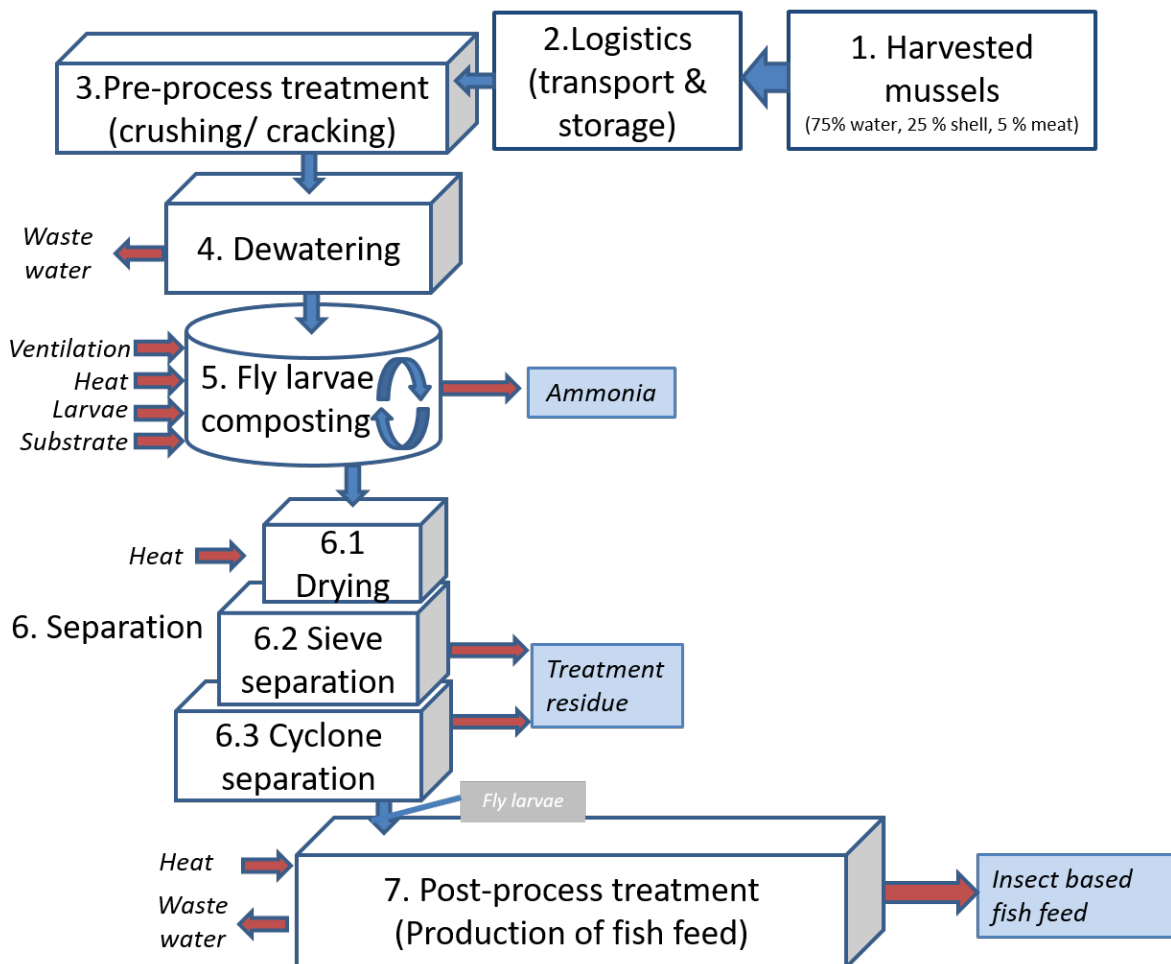 1. Harvested
mussels
(75% water, 25 % shell, 5 % meat)
2.Logistics
(transport &
storage)
3.Pre-process treatment
(crushing/ cracking)
4. Dewatering
Waste
water
Ventilation
Heat
Larvae
Substrate
5. Fly larvae
composting
Ammonia
6. Separation
Heat
6.1
Drying
6.2 Sieve
separation
6.3 Cyclone
separation
Treatment
residue
Fly larvae
Heat
Waste
water
7. Post-process treatment
(Production of fish feed)
Insect based
fish feed